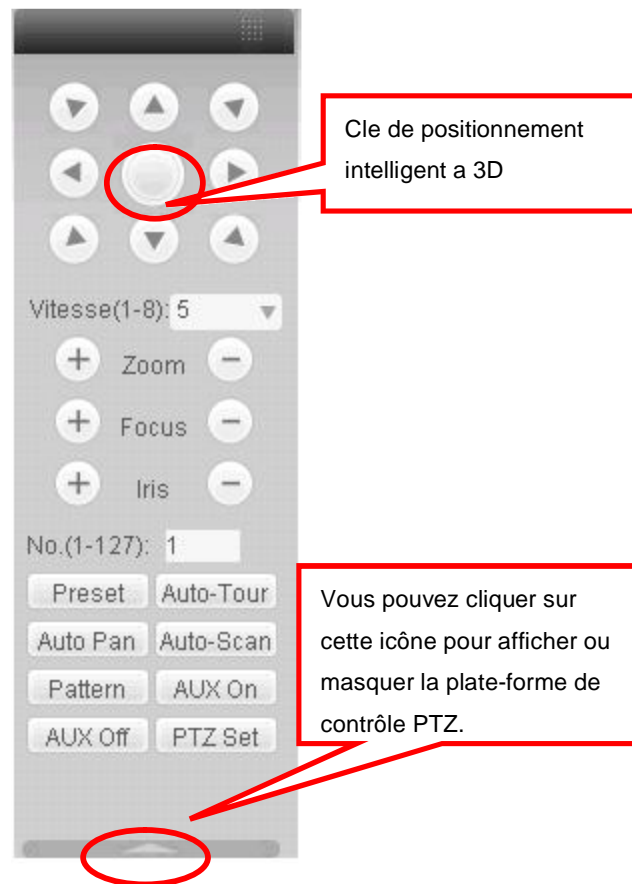 Cle de positionnement
intelligent a 3D
Vitesse(1-8): 5
Zoom
Focus
Iris
No.(1-127): 1
Preset Auto-Tour
Auto Pan Auto-Scan
Pattern AUX On
AUX Off PTZ Set
Vous pouvez cliquer sur
cette icône pour afficher ou
masquer la plate-forme de
contrôle PTZ.